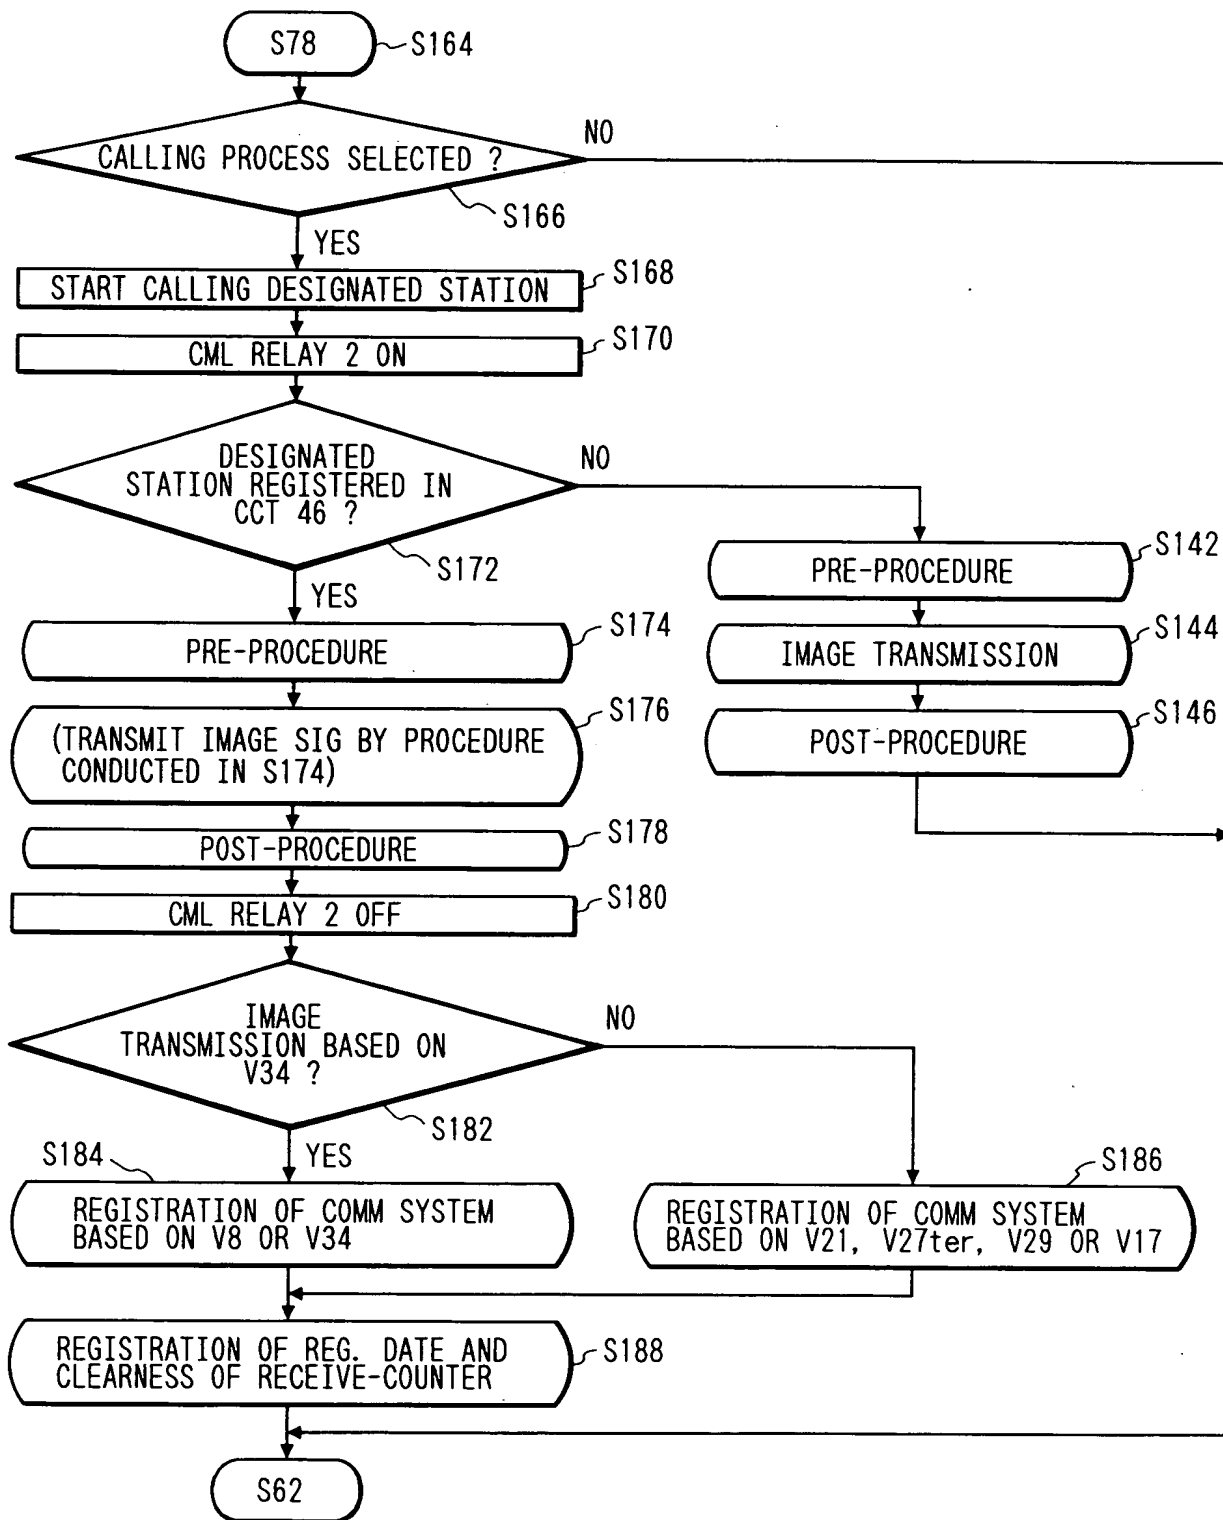 S78
S164
CALLING PROCESS SELECTED ?
NO
S166
YES
START CALLING DESIGNATED STATION
S168
CML RELAY 2 ON
S170
DESIGNATED
STATION REGISTERED IN
CCT 46 ?
NO
S172
YES
PRE-PROCEDURE
S142
IMAGE TRANSMISSION
S144
POST-PROCEDURE
S146
PRE-PROCEDURE
S174
(TRANSMIT IMAGE SIG BY PROCEDURE
CONDUCTED IN S174)
S176
POST-PROCEDURE
S178
CML RELAY 2 OFF
S180
IMAGE
TRANSMISSION BASED ON
V34 ?
NO
S182
YES
S184
REGISTRATION OF COMM SYSTEM
BASED ON V8 OR V34
S186
REGISTRATION OF COMM SYSTEM
BASED ON V21, V27ter, V29 OR V17
REGISTRATION OF REG. DATE AND
CLEARNESS OF RECEIVE-COUNTER
S188
S62